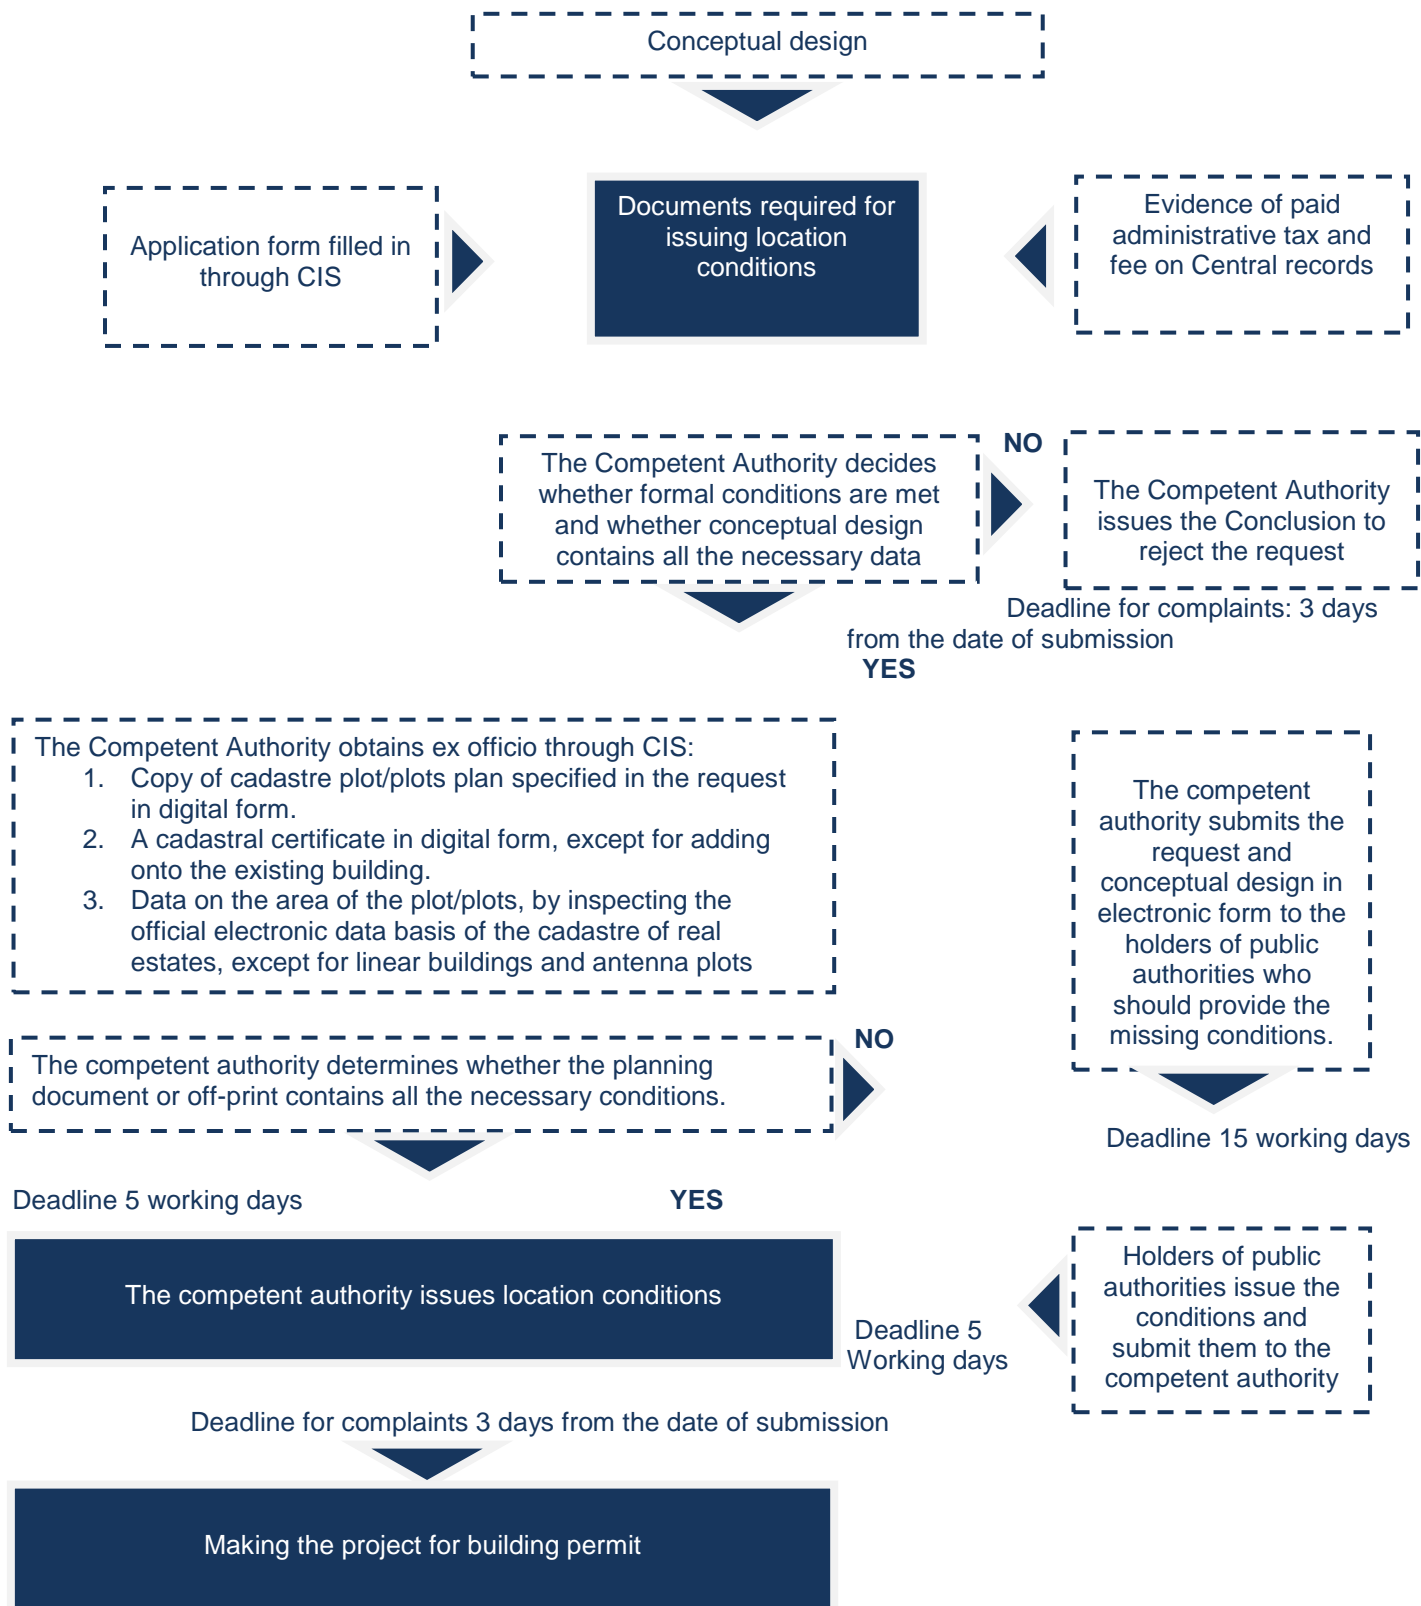 Conceptual design
Application form filled in
through CIS
Documents required for
issuing location
conditions
Evidence of paid
administrative tax and
fee on Central records
The Competent Authority decides
whether formal conditions are met
and whether conceptual design
contains all the necessary data
NO
The Competent Authority
issues the Conclusion to
reject the request
Deadline for complaints: 3 days
from the date of submission
YES
The Competent Authority obtains ex officio through CIS:
1. Copy of cadastre plot/plots plan specified in the request
in digital form.
2. A cadastral certificate in digital form, except for adding
onto the existing building.
3. Data on the area of the plot/plots, by inspecting the
official electronic data basis of the cadastre of real
estates, except for linear buildings and antenna plots
The competent
authority submits the
request and
conceptual design in
electronic form to the
holders of public
authorities who
should provide the
missing conditions.
NO
The competent authority determines whether the planning
document or off-print contains all the necessary conditions.
Deadline 15 working days
Deadline 5 working days
YES
The competent authority issues location conditions
Deadline 5
Working days
Holders of public
authorities issue the
conditions and
submit them to the
competent authority
Deadline for complaints 3 days from the date of submission
Making the project for building permit